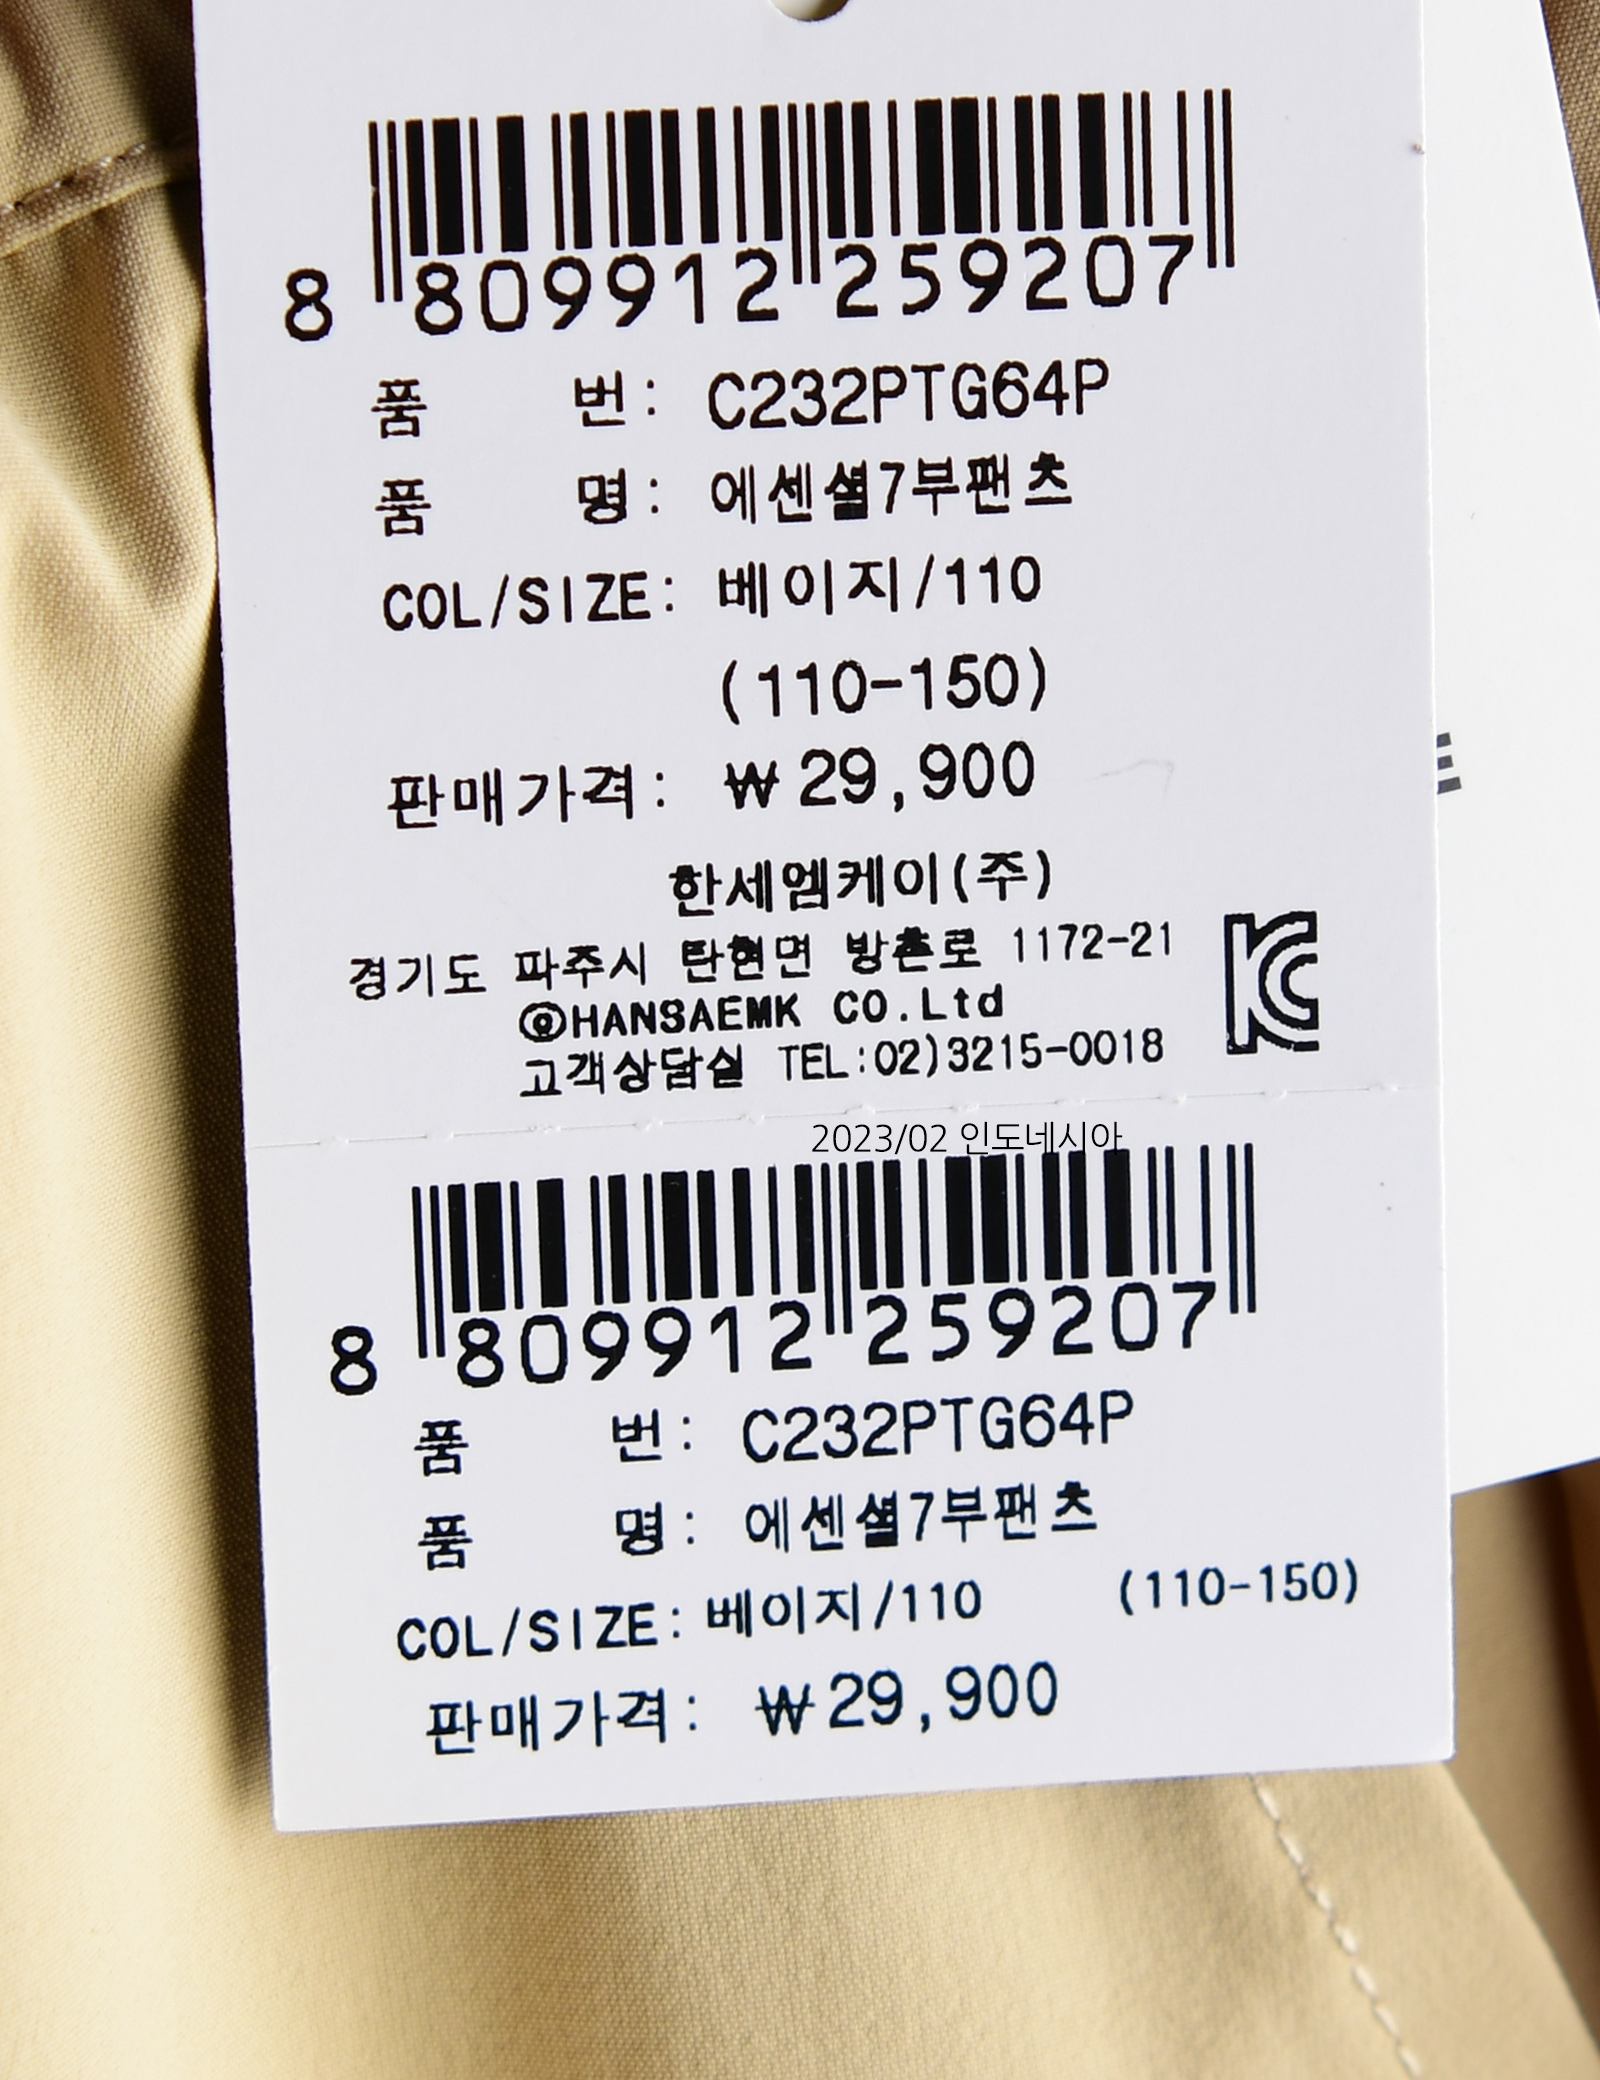 8 809912 259207
품 번: C232PTG64P
품 명: 에센셜7부팬츠
COL/SIZE: 베이지/110
(110-150)
판매가격: ₩29,900
한세엠케이(주)
경기도 파주시 탄현면 방촌로 1172-21
@HANSAEMK CO.Ltd
고객상담실 TEL:02)3215-0018
KC
2023/02 인도네시아
8 809912 259207
품 번: C232PTG64P
품 명: 에센셜7부팬츠
COL/SIZE: 베이지/110 (110-150)
판매가격: ₩29,900